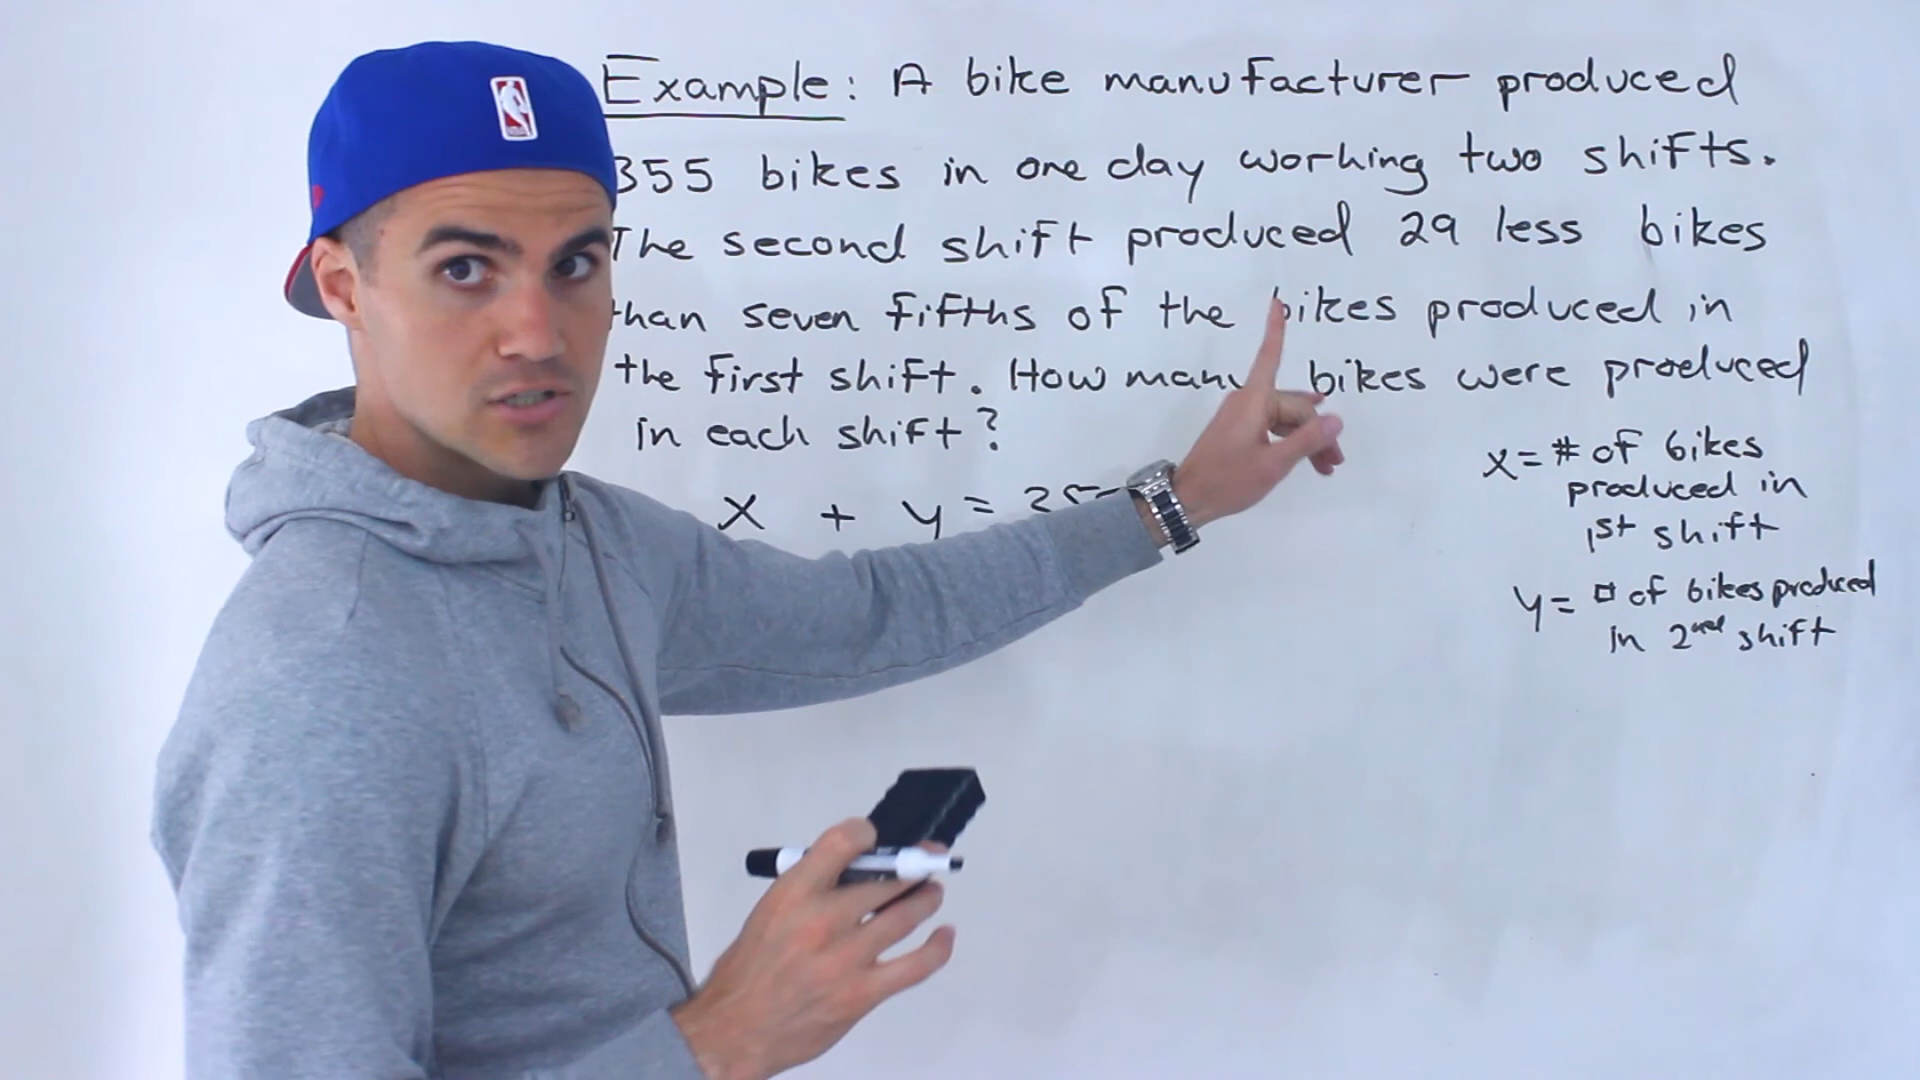 Example: A bike manufacturer produced
355 bikes in one day working two shifts.
The second shift produced 29 less bikes
than seven fifths of the bikes produced in
the first shift. How many bikes were produced
in each shift?
x + y =
x = # of bikes
produced in
1st shift
y = # of bikes produced
in 2nd shift